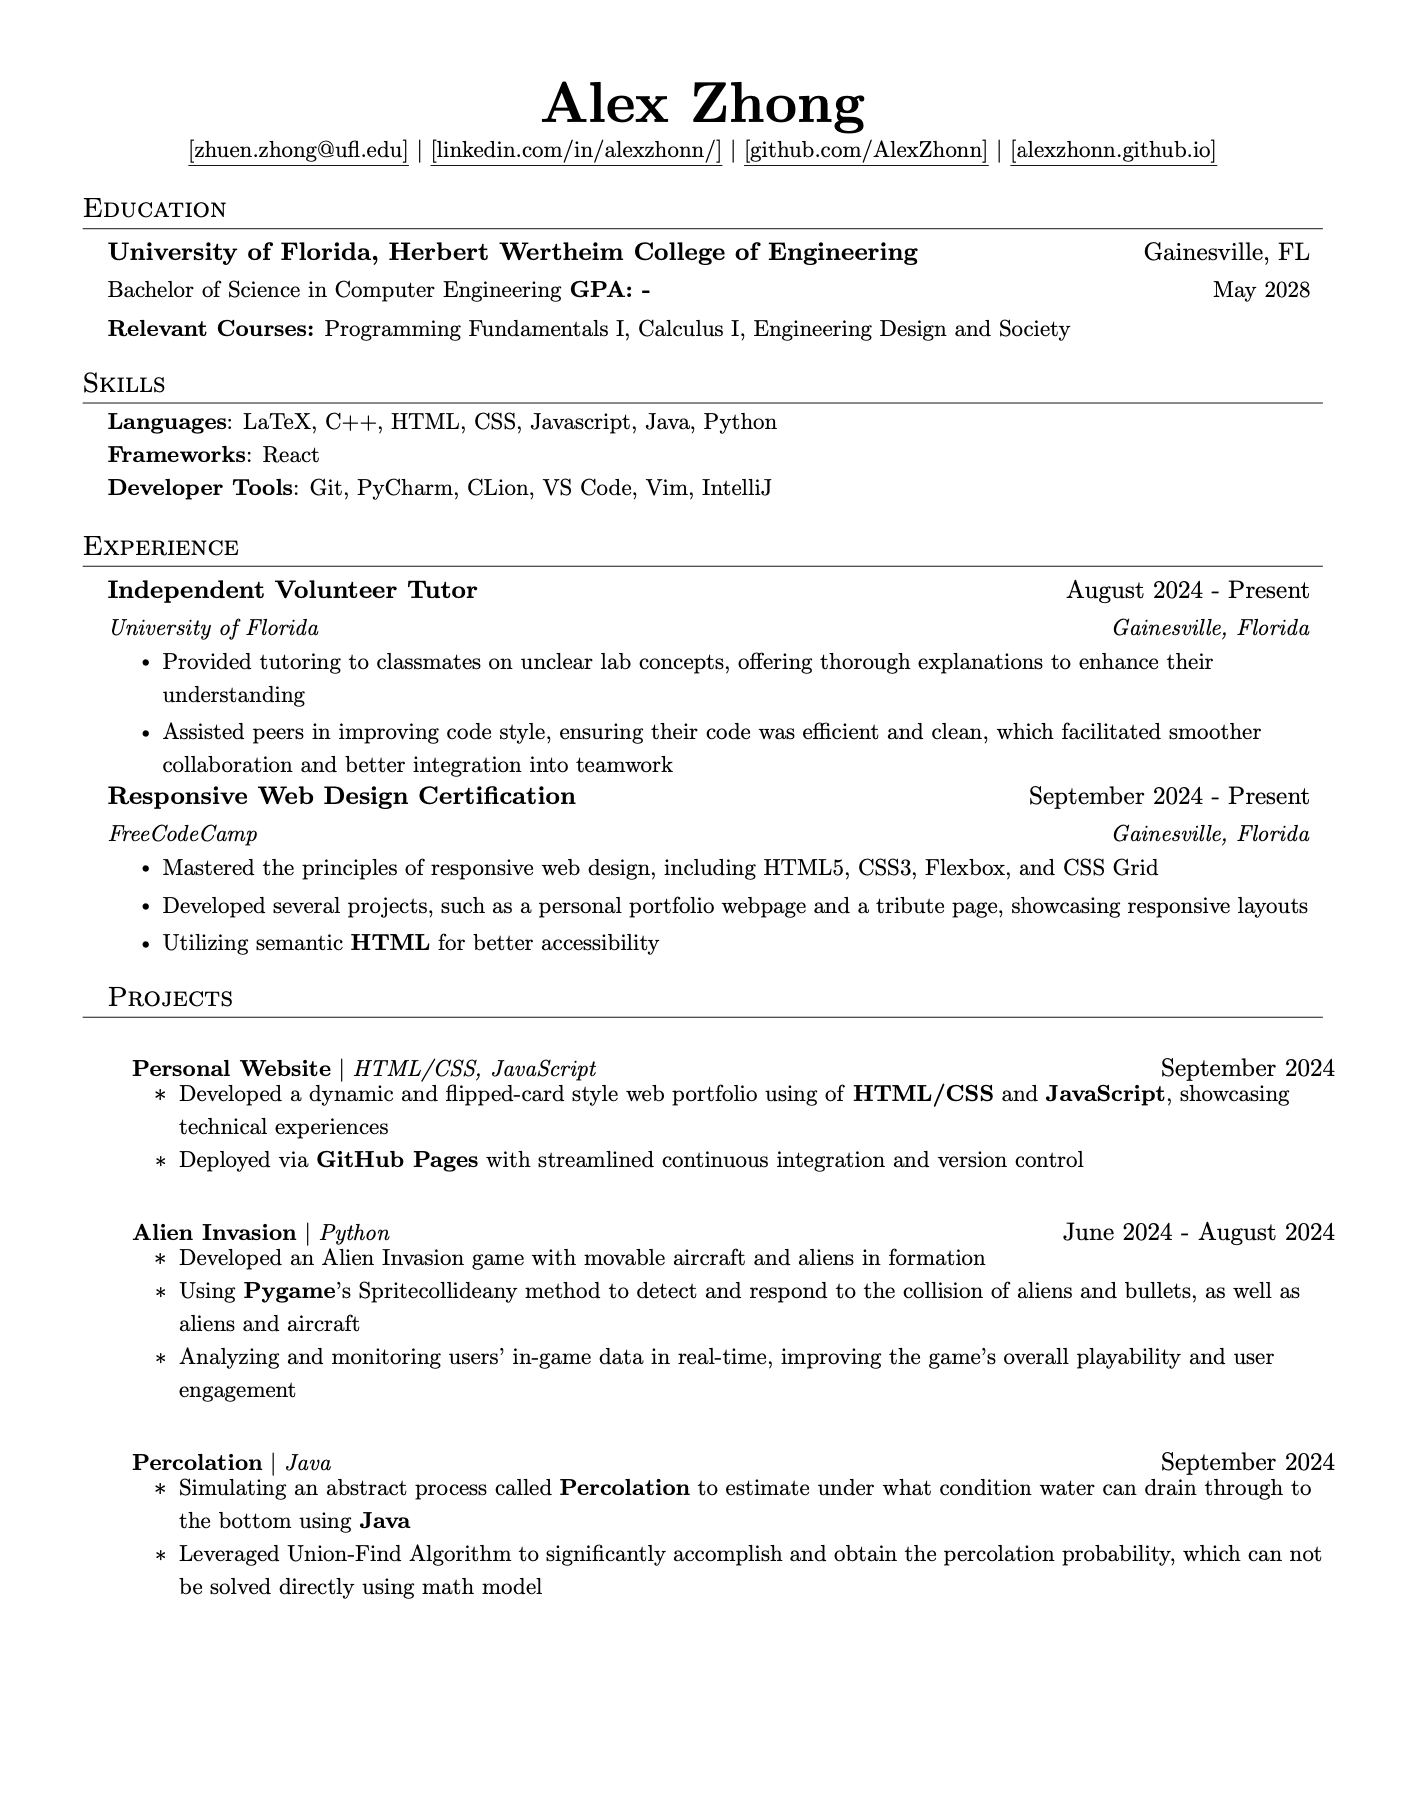 Alex Zhong
[zhuen.zhong@ufl.edu] | [linkedin.com/in/alexzhonn/] | [github.com/AlexZhonn] | [alexzhonn.github.io]
Education
University of Florida, Herbert Wertheim College of Engineering Gainesville, FL
Bachelor of Science in Computer Engineering GPA: - May 2028
Relevant Courses: Programming Fundamentals I, Calculus I, Engineering Design and Society
Skills
Languages: LaTeX, C++, HTML, CSS, Javascript, Java, Python
Frameworks: React
Developer Tools: Git, PyCharm, CLion, VS Code, Vim, IntelliJ
Experience
Independent Volunteer Tutor August 2024 - Present
University of Florida Gainesville, Florida
• Provided tutoring to classmates on unclear lab concepts, offering thorough explanations to enhance their
understanding
• Assisted peers in improving code style, ensuring their code was efficient and clean, which facilitated smoother
collaboration and better integration into teamwork
Responsive Web Design Certification September 2024 - Present
FreeCodeCamp Gainesville, Florida
• Mastered the principles of responsive web design, including HTML5, CSS3, Flexbox, and CSS Grid
• Developed several projects, such as a personal portfolio webpage and a tribute page, showcasing responsive layouts
• Utilizing semantic HTML for better accessibility
Projects
Personal Website | HTML/CSS, JavaScript September 2024
∗ Developed a dynamic and flipped-card style web portfolio using of HTML/CSS and JavaScript, showcasing
technical experiences
∗ Deployed via GitHub Pages with streamlined continuous integration and version control
Alien Invasion | Python June 2024 - August 2024
∗ Developed an Alien Invasion game with movable aircraft and aliens in formation
∗ Using Pygame's Spritecollideany method to detect and respond to the collision of aliens and bullets, as well as
aliens and aircraft
∗ Analyzing and monitoring users' in-game data in real-time, improving the game's overall playability and user
engagement
Percolation | Java September 2024
∗ Simulating an abstract process called Percolation to estimate under what condition water can drain through to
the bottom using Java
∗ Leveraged Union-Find Algorithm to significantly accomplish and obtain the percolation probability, which can not
be solved directly using math model